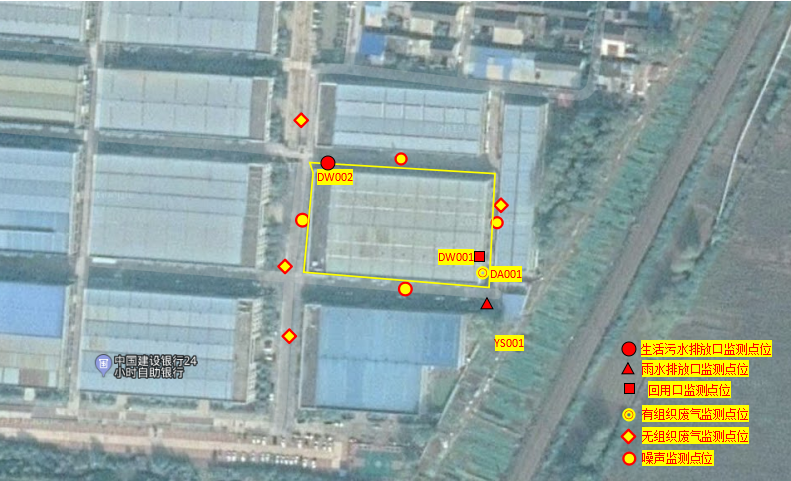 DW002
DW001
DA001
YS001
中国建设银行24
小时自助银行
生活污水排放口监测点位
雨水排放口监测点位
回用口监测点位
有组织废气监测点位
无组织废气监测点位
噪声监测点位